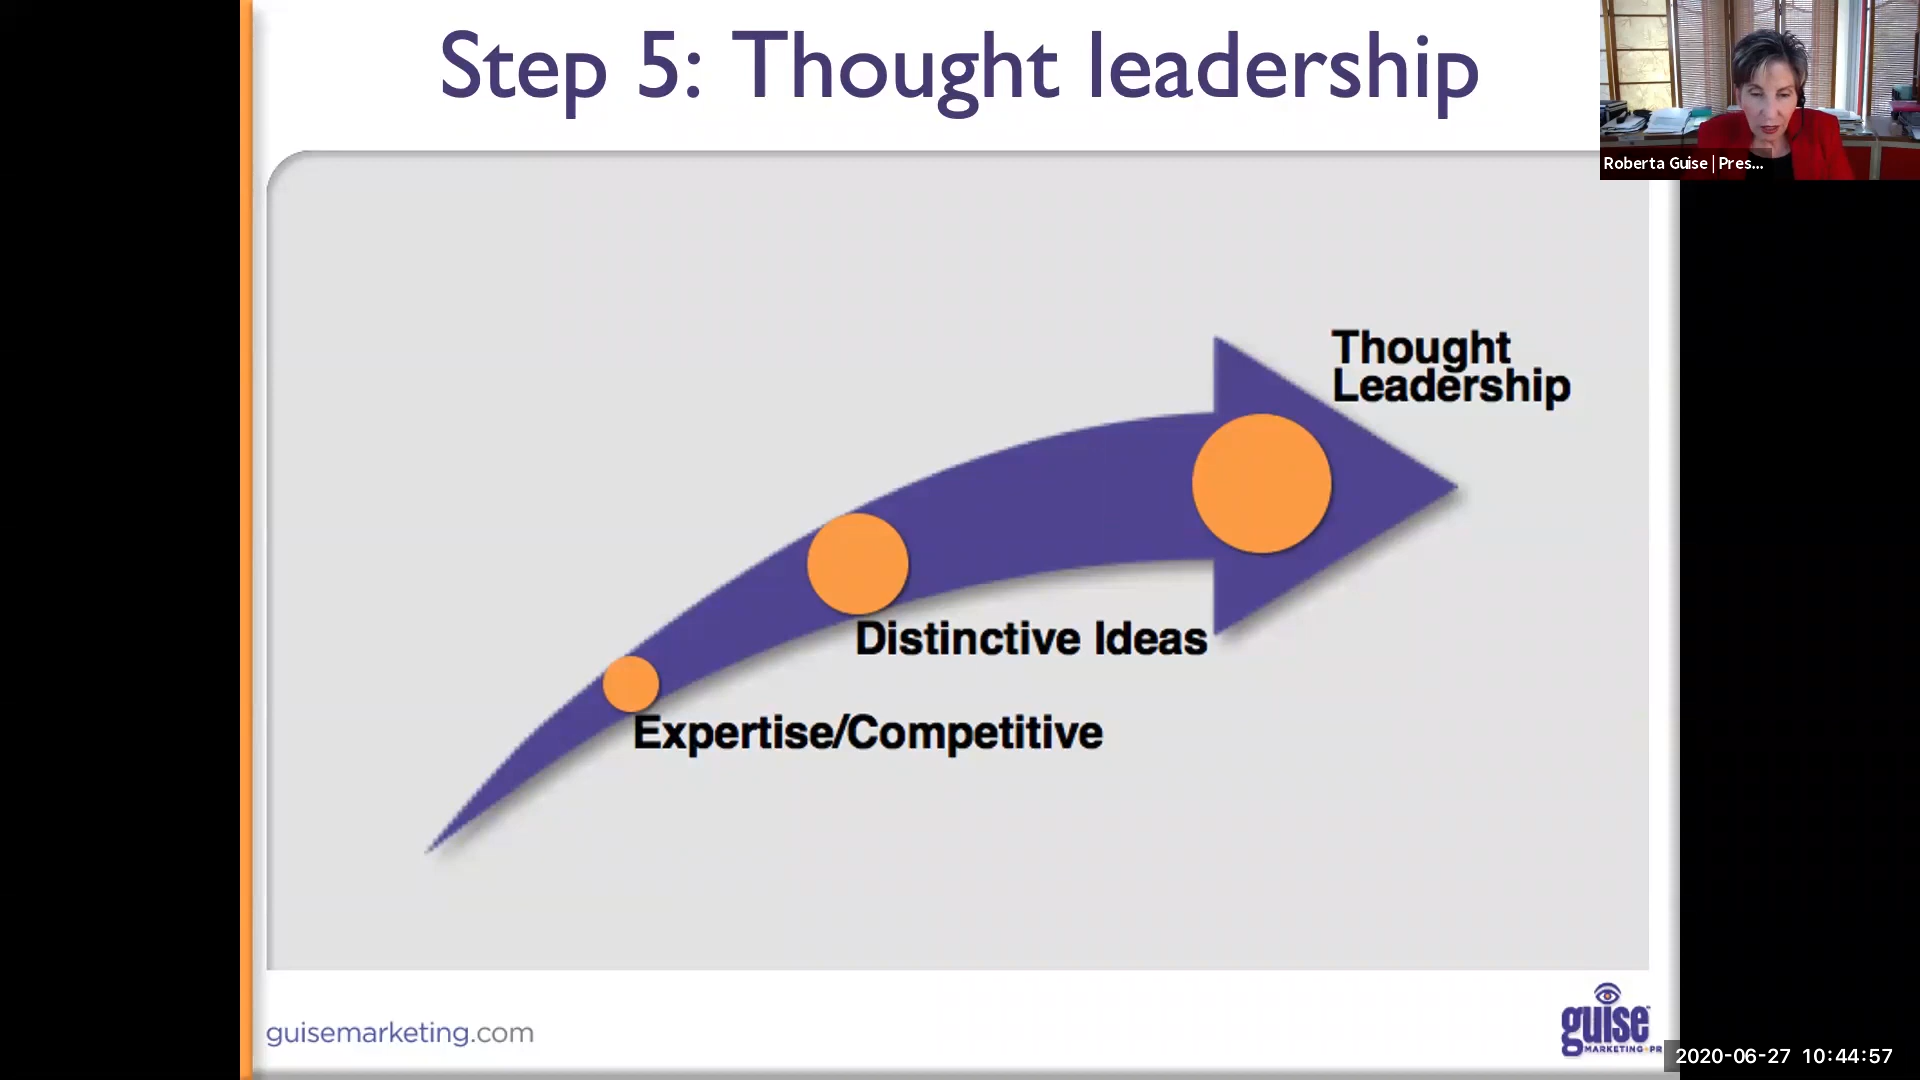 Step 5: Thought leadership
Roberta Guise | Pres...
Thought
Leadership
Distinctive Ideas
Expertise/Competitive
guisemarketing.com
guise
MARKETING+PR
2020-06-27 10:44:57